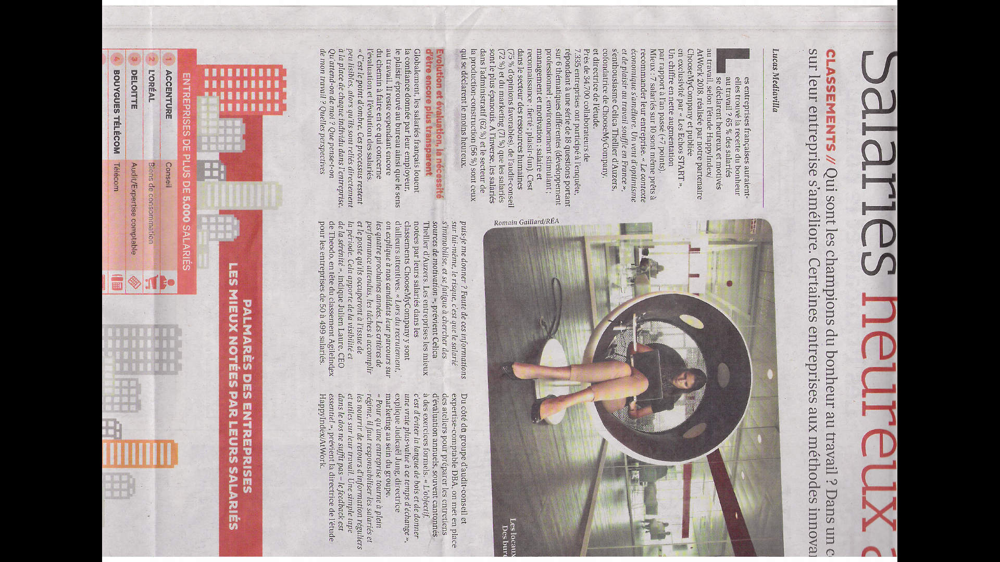 Salariés heureux
CLASSEMENTS // Qui sont les champions du bonheur au travail ? Dans un
sur leur entreprise s'améliore. Certaines entreprises aux méthodes
Lucas Mediavilla
Les entreprises françaises auraient-
elles trouvé la recette du bonheur
au travail ? 65 % des salariés
se déclarent heureux et motivés
au travail, selon l'étude HappyIndex/
AtWork 2018, réalisée par notre partenaire
ChooseMyCompany et publiée
en exclusivité par « Les Echos START ».
Un chiffre en nette augmentation
par rapport à l'an passé (+7 points).
Mieux : 7 salariés sur 10 sont même prêts à
recommander leur entreprise. « Le contexte
économique s'améliore. Un vent d'optimisme
et de plaisir au travail souffle en France »,
s'enthousiasme Celica Thellier d'Auzers,
cofondatrice de ChooseMyCompany,
et directrice de l'étude.
Près de 34.700 collaborateurs de
7.335 entreprises ont participé à l'enquête,
répondant à une série de 18 questions portant
sur 6 thématiques différentes (développement
professionnel ; environnement stimulant ;
management et motivation ; salaire et
reconnaissance ; fierté ; plaisir-fun). C'est
dans le secteur des ressources humaines
(75 % d'opinions favorables), de l'audit-conseil
(72 %) et du marketing (71 %) que les salariés
sont le plus épanouis. A l'inverse, les salariés
dans l'administratif (62 %) et le secteur de
la production-construction (56 %) sont ceux
qui se déclarent le moins heureux.
Evolution et évaluation, la nécessité
d'être encore plus transparent
Globalement, les salariés français louent
la confiance donnée par leur employeur,
le plaisir éprouvé au bureau ainsi que le sens
au travail. Il reste cependant encore
du chemin à faire en ce qui concerne
l'évaluation et l'évolution des salariés.
« C'est le point d'ombre. Ces processus restent
peu lisibles, alors qu'ils sont reliés directement
à la place de chaque individu dans l'entreprise.
Qu'attend-on de moi ? Que pense-t-on
de mon travail ? Quelles perspectives
Romain Gaillard/REA
puis-je me donner ? Faute de ces informations
sur lui-même, le risque, c'est que le salarié
s'immobilise, et se fatigue à chercher des
sources de motivation », prévient Celica
Thellier d'Auzers. Les entreprises les mieux
notées par leurs salariés dans les
classements ChooseMyCompany y sont
d'ailleurs attentives. « Lors du recrutement,
on explique à nos candidats leur parcours sur
les quatre prochaines années. Les critères de
performance attendus, les tâches à accomplir
et le poste qu'ils occuperont à l'issue de
la période. Cela apporte de la visibilité et
de la sérénité », indique Julien Laure, CEO
de Theodo, en tête du classement AgileIndex
pour les entreprises de 50 à 499 salariés.
Les locaux
Des bure
Du côté du groupe d'audit-conseil et
expertise-comptable DBA, on met en place
des ateliers pour préparer les entretiens
d'évaluation annuels, souvent cantonnés
à des exercices formels. « L'objectif,
c'est d'éviter la langue de bois et de donner
une vraie plus-value à ce temps d'échange »,
explique Judicaël Jung, directrice
marketing au sein du groupe.
« Pour qu'une entreprise tourne à plein
régime, il faut responsabiliser les salariés et
les nourrir de retours d'information réguliers
et utiles sur leur travail. Une simple tape
dans le dos ne suffit pas – le feedback est
essentiel », prévient la directrice de l'étude
HappyIndex/AtWork.
PALMARÈS DES ENTREPRISES
LES MIEUX NOTÉES PAR LEURS SALARIÉS
ENTREPRISES DE PLUS DE 5.000 SALARIÉS
1 ACCENTURE Conseil
2 L'ORÉAL Biens de consommation
3 DELOITTE Audit/Expertise comptable
4 BOUYGUES TÉLÉCOM Télécom